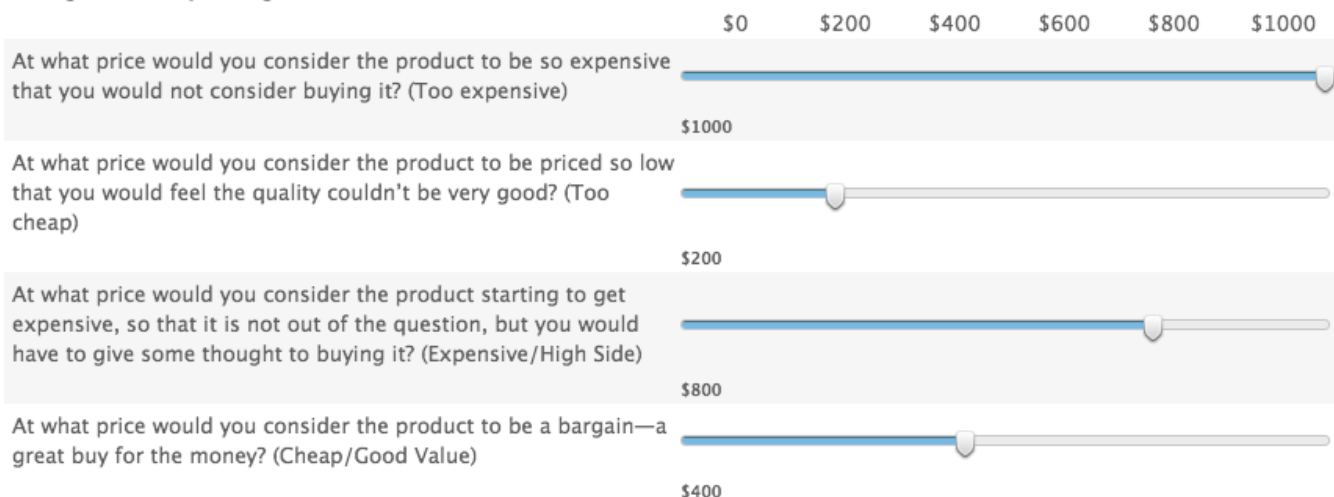 $0 $200 $400 $600 $800 $1000
At what price would you consider the product to be so expensive
that you would not consider buying it? (Too expensive)
$1000
At what price would you consider the product to be priced so low
that you would feel the quality couldn't be very good? (Too
cheap)
$200
At what price would you consider the product starting to get
expensive, so that it is not out of the question, but you would
have to give some thought to buying it? (Expensive/High Side)
$800
At what price would you consider the product to be a bargain—a
great buy for the money? (Cheap/Good Value)
$400